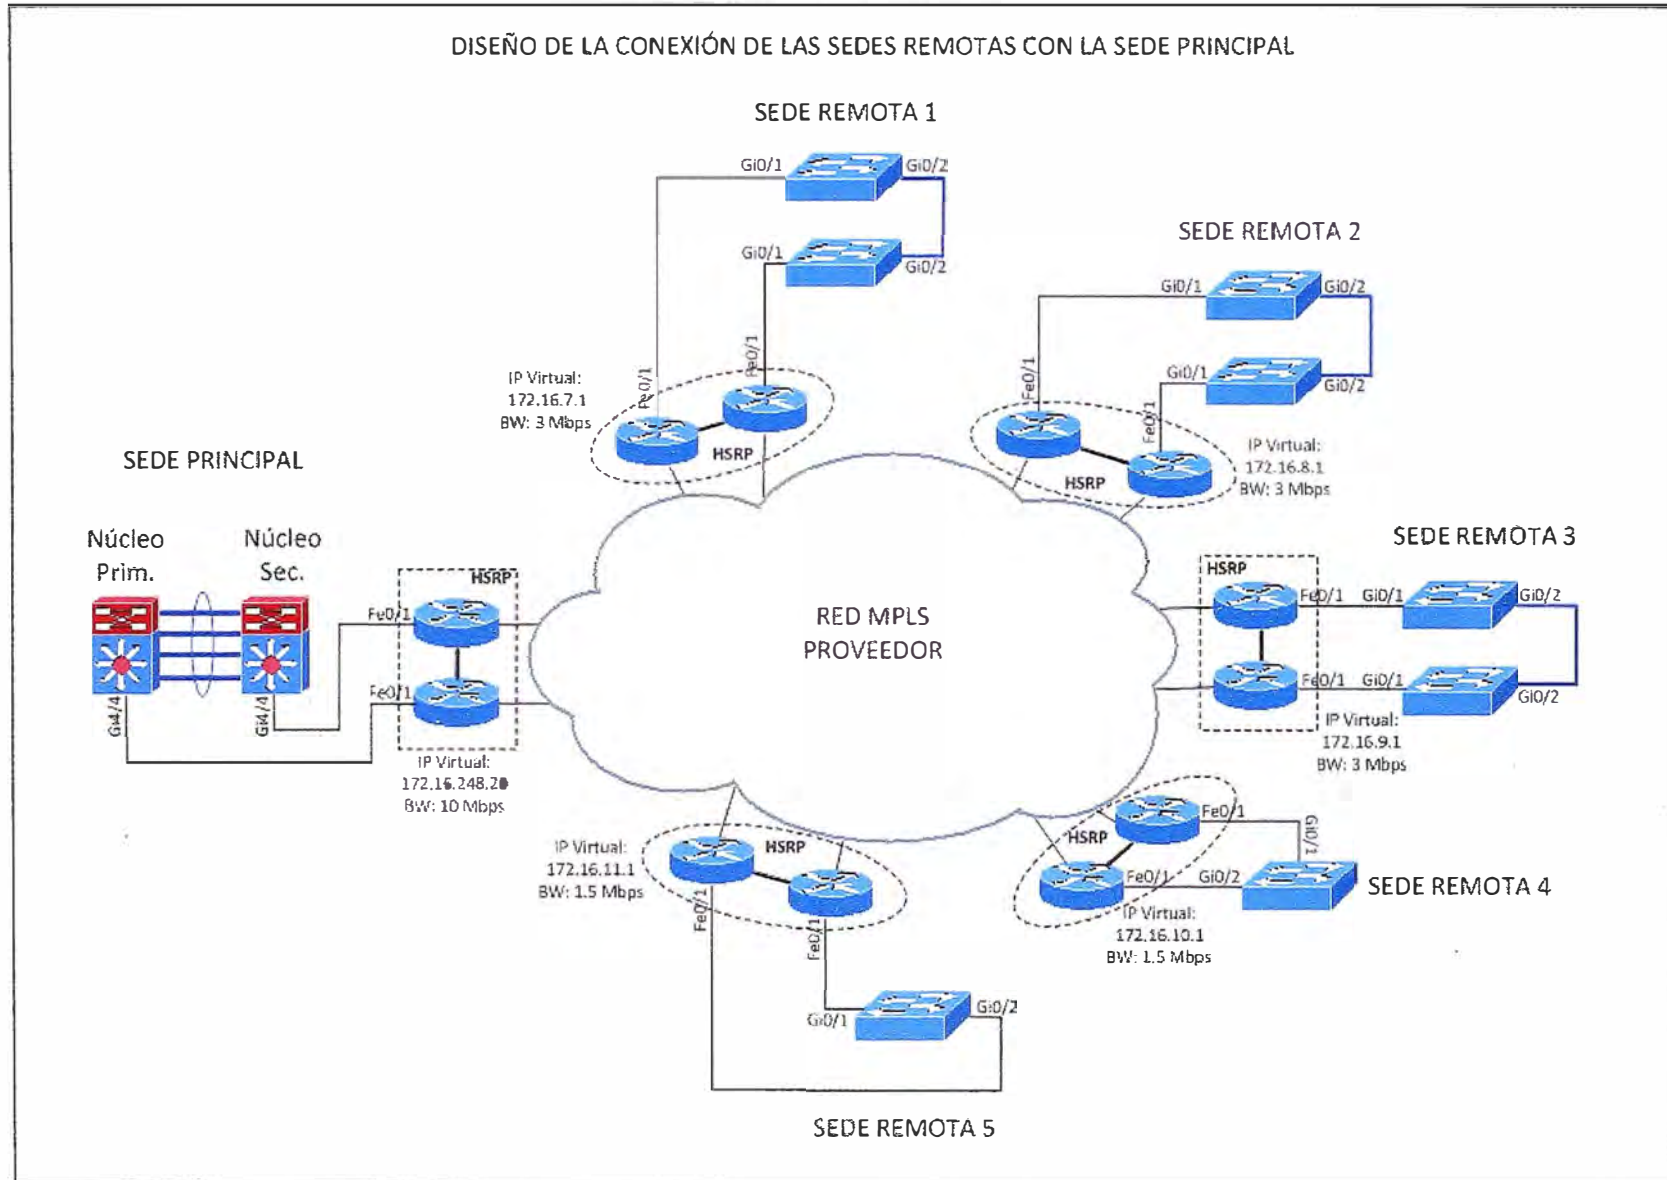 DISEÑO DE LA CONEXIÓN DE LAS SEDES REMOTAS CON LA SEDE PRINCIPAL
SEDE REMOTA 1
Gi0/1
Gi0/2
Gi0/1
Gi0/2
Fe0/1
Fe0/1
IP Virtual:
172.16.7.1
BW: 3 Mbps
HSRP
SEDE REMOTA 2
Gi0/1
Gi0/2
Gi0/1
Gi0/2
Fe0/1
Fe0/1
HSRP
IP Virtual:
172.16.8.1
BW: 3 Mbps
SEDE PRINCIPAL
Núcleo
Prim.
Núcleo
Sec.
HSRP
Fe0/1
Fe0/1
Gi4/4
Gi4/4
IP Virtual:
172.16.248.20
BW: 10 Mbps
RED MPLS
PROVEEDOR
SEDE REMOTA 3
HSRP
Fe0/1
Gi0/1
Gi0/2
Fe0/1
Gi0/1
Gi0/2
IP Virtual:
172.16.9.1
BW: 3 Mbps
HSRP
Fe0/1
Gi0/1
Fe0/1
Gi0/2
SEDE REMOTA 4
IP Virtual:
172.16.10.1
BW: 1.5 Mbps
IP Virtual:
172.16.11.1
BW: 1.5 Mbps
HSRP
Fe0/1
Fe0/1
Gi0/1
Gi0/2
SEDE REMOTA 5